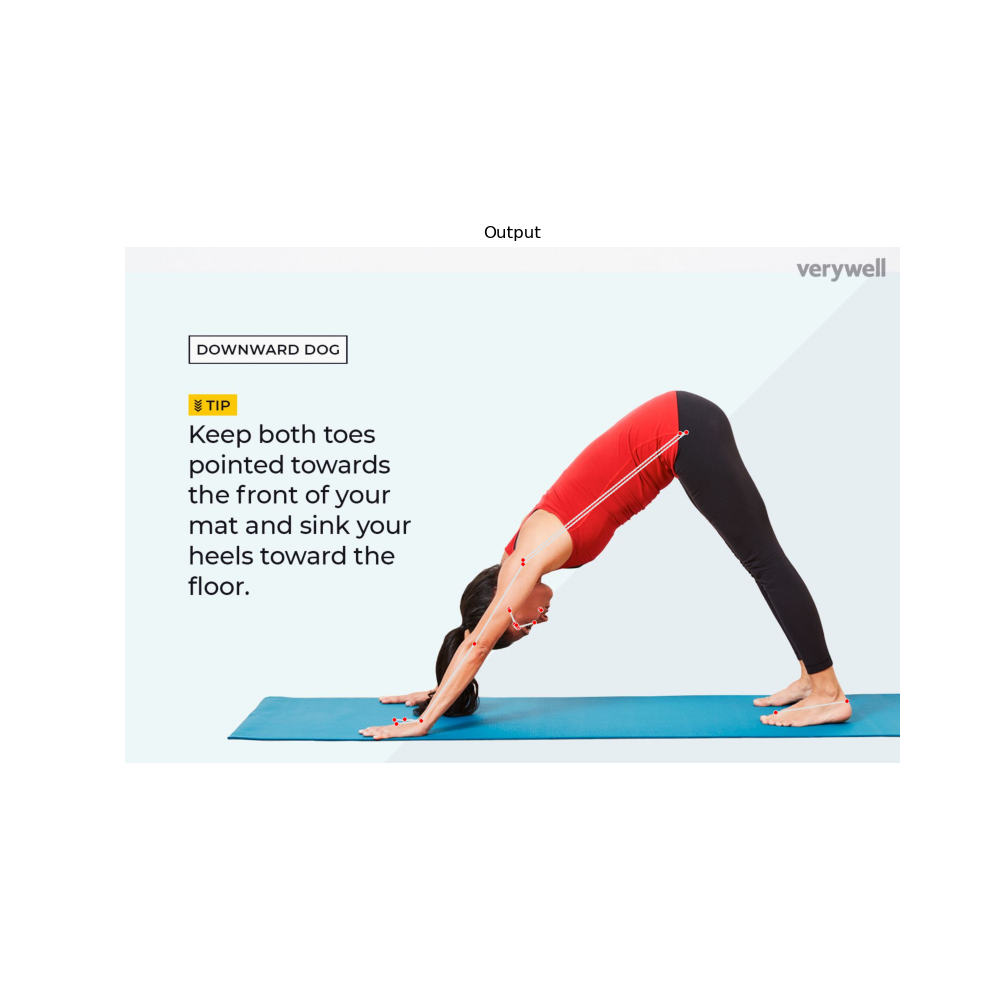 Output
verywell
DOWNWARD DOG
TIP
Keep both toes
pointed towards
the front of your
mat and sink your
heels toward the
floor.